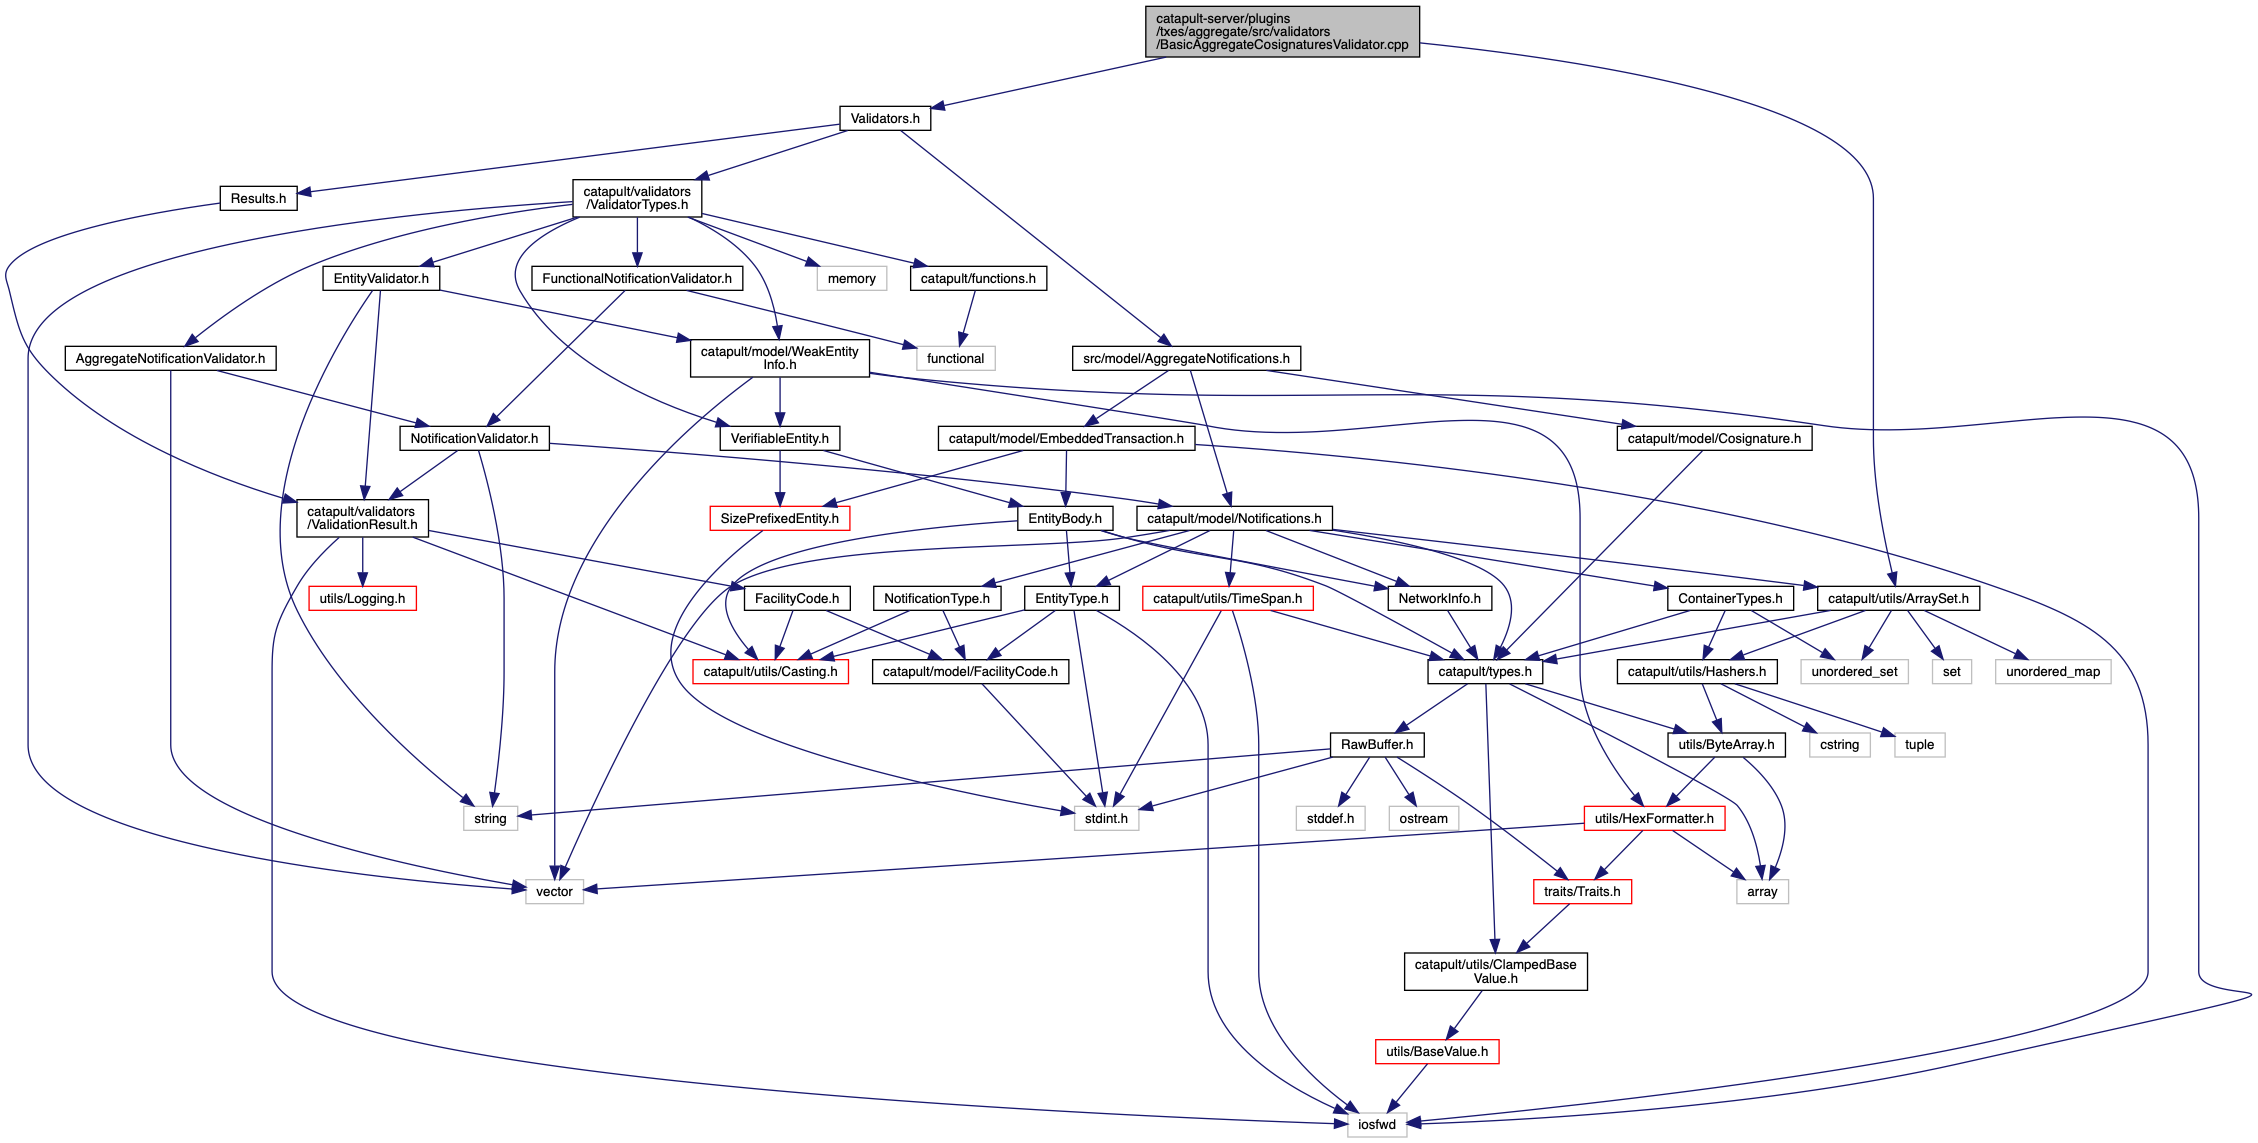 catapult-server/plugins
/txes/aggregate/src/validators
/BasicAggregateCosignaturesValidator.cpp
Validators.h
Results.h
catapult/validators
/ValidatorTypes.h
EntityValidator.h
FunctionalNotificationValidator.h
memory
catapult/functions.h
AggregateNotificationValidator.h
catapult/model/WeakEntity
Info.h
functional
src/model/AggregateNotifications.h
NotificationValidator.h
VerifiableEntity.h
catapult/model/EmbeddedTransaction.h
catapult/model/Cosignature.h
catapult/validators
/ValidationResult.h
SizePrefixedEntity.h
EntityBody.h
catapult/model/Notifications.h
utils/Logging.h
FacilityCode.h
NotificationType.h
EntityType.h
catapult/utils/TimeSpan.h
NetworkInfo.h
ContainerTypes.h
catapult/utils/ArraySet.h
catapult/utils/Casting.h
catapult/model/FacilityCode.h
catapult/types.h
catapult/utils/Hashers.h
unordered_set
set
unordered_map
RawBuffer.h
utils/ByteArray.h
cstring
tuple
string
stdint.h
stddef.h
ostream
utils/HexFormatter.h
vector
traits/Traits.h
array
catapult/utils/ClampedBase
Value.h
utils/BaseValue.h
iosfwd